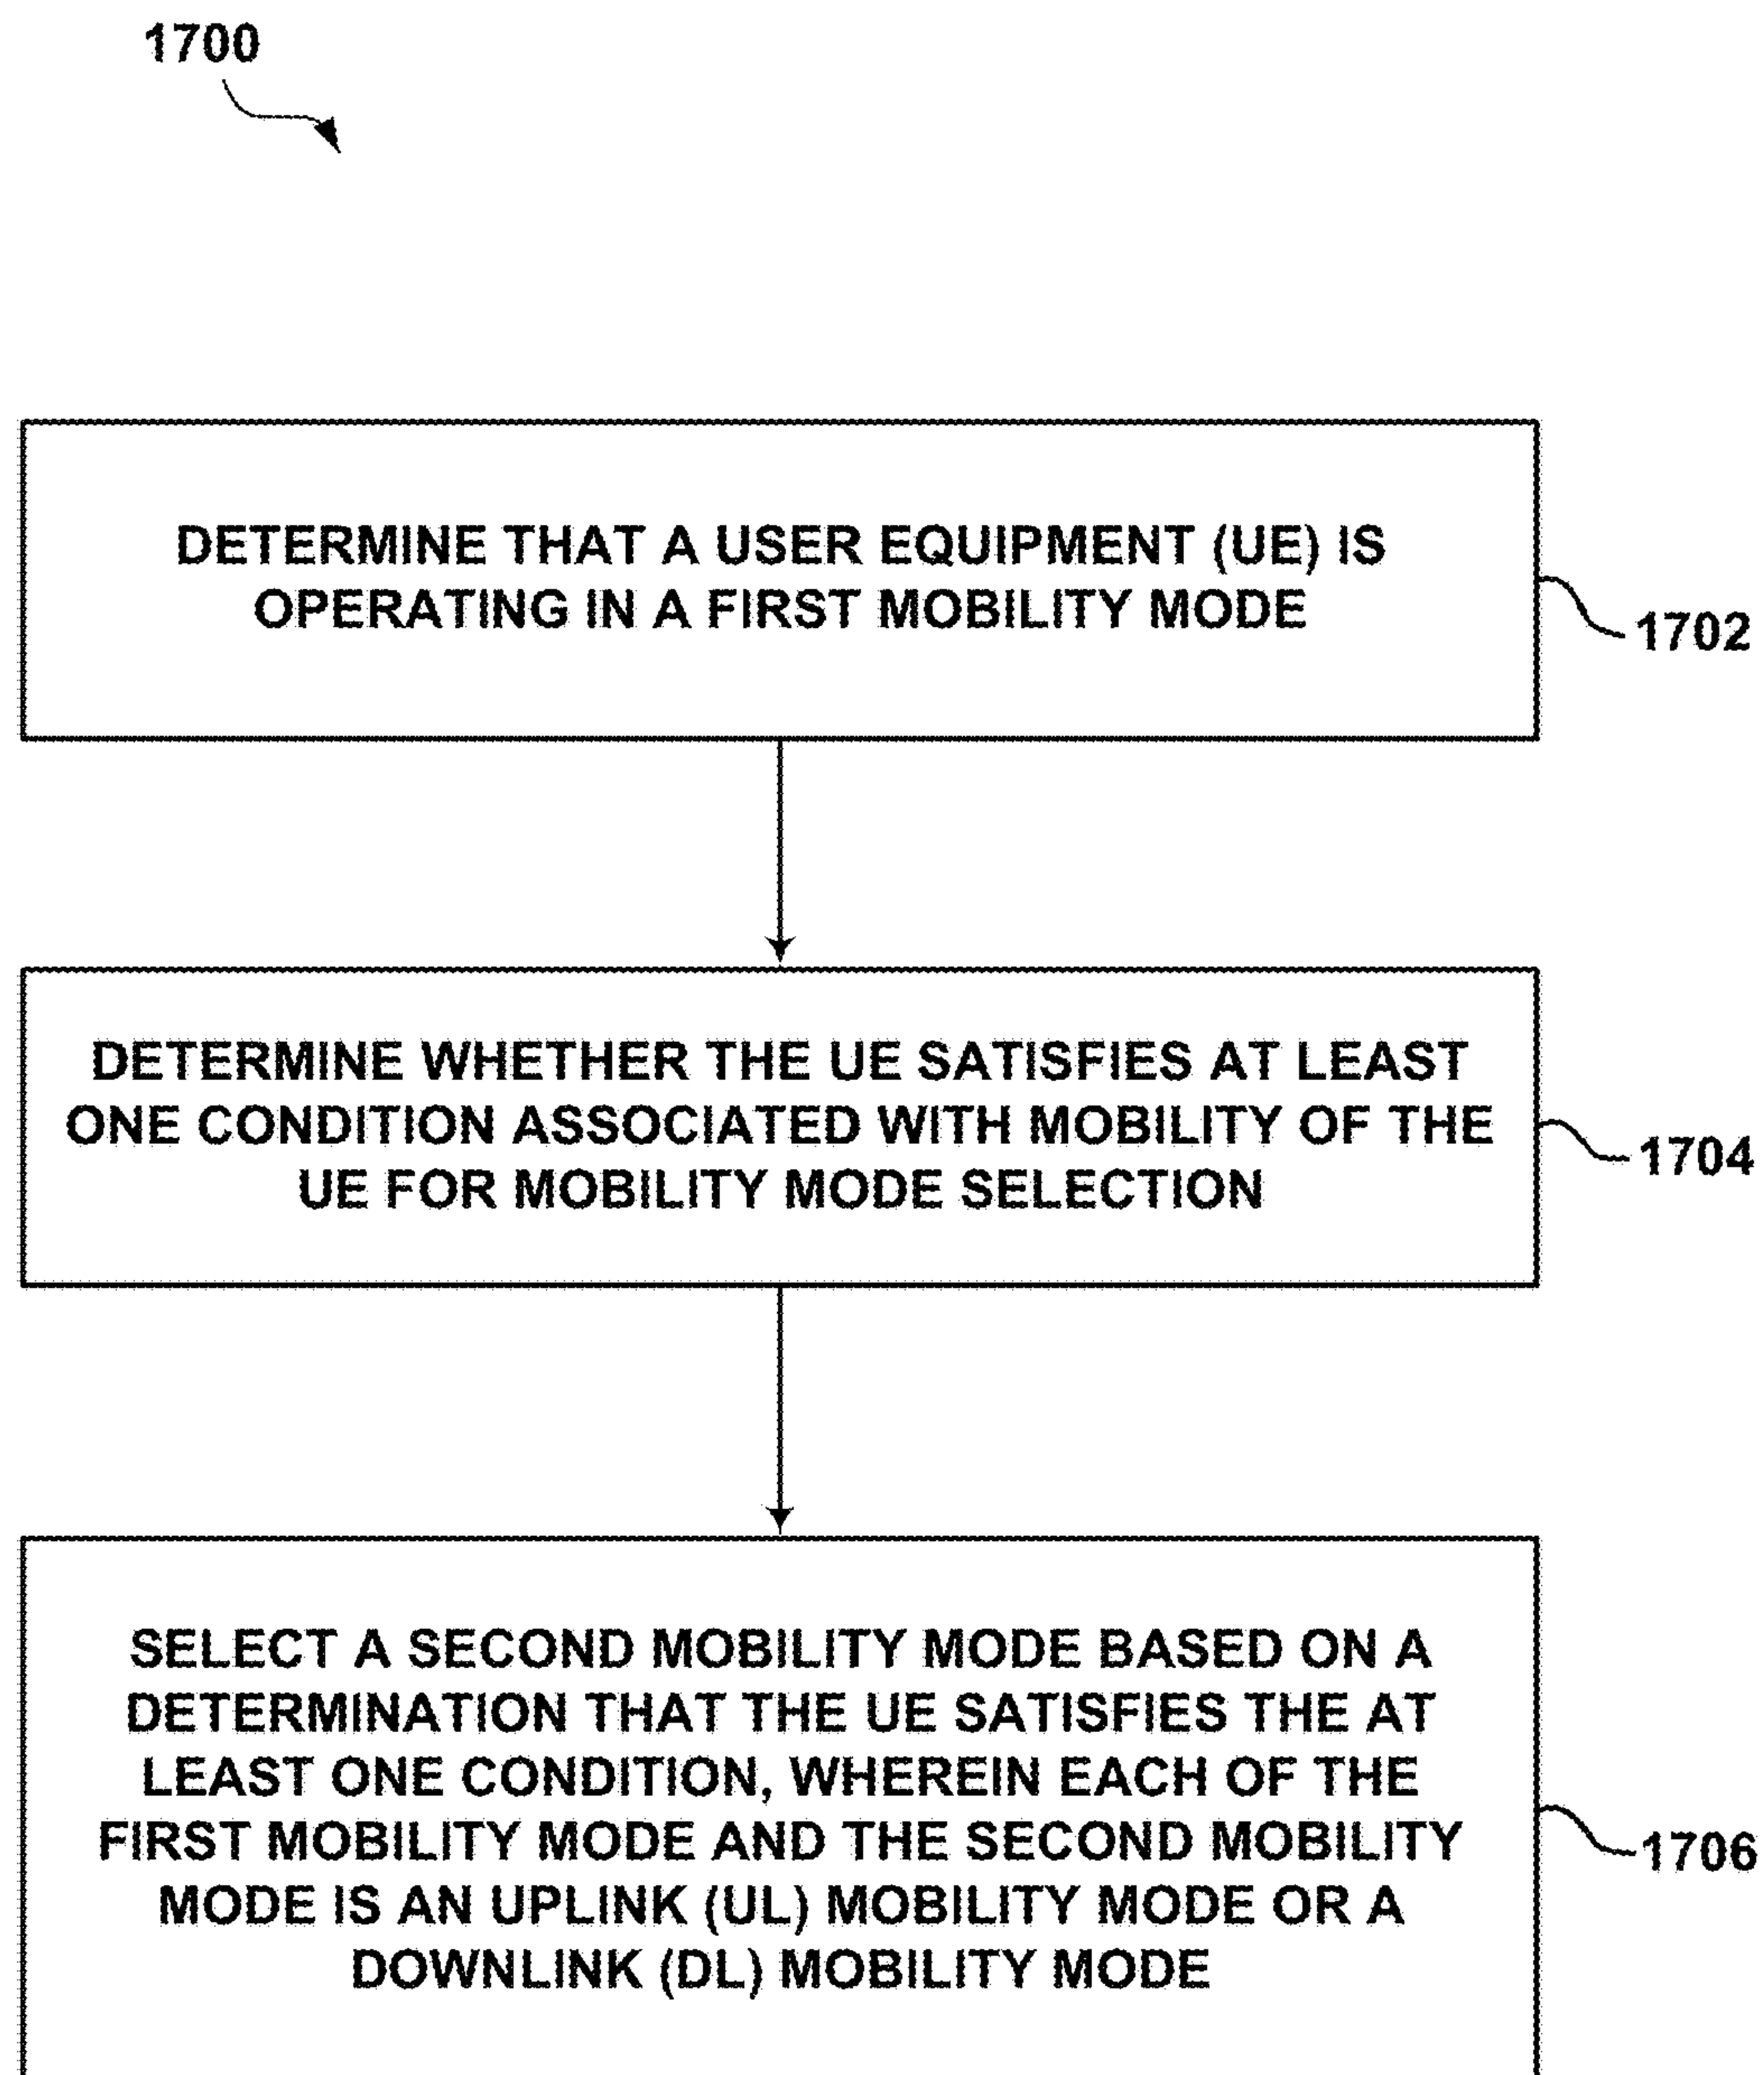 1700
DETERMINE THAT A USER EQUIPMENT (UE) IS
OPERATING IN A FIRST MOBILITY MODE
1702
DETERMINE WHETHER THE UE SATISFIES AT LEAST
ONE CONDITION ASSOCIATED WITH MOBILITY OF THE
UE FOR MOBILITY MODE SELECTION
1704
SELECT A SECOND MOBILITY MODE BASED ON A
DETERMINATION THAT THE UE SATISFIES THE AT
LEAST ONE CONDITION, WHEREIN EACH OF THE
FIRST MOBILITY MODE AND THE SECOND MOBILITY
MODE IS AN UPLINK (UL) MOBILITY MODE OR A
DOWNLINK (DL) MOBILITY MODE
1706